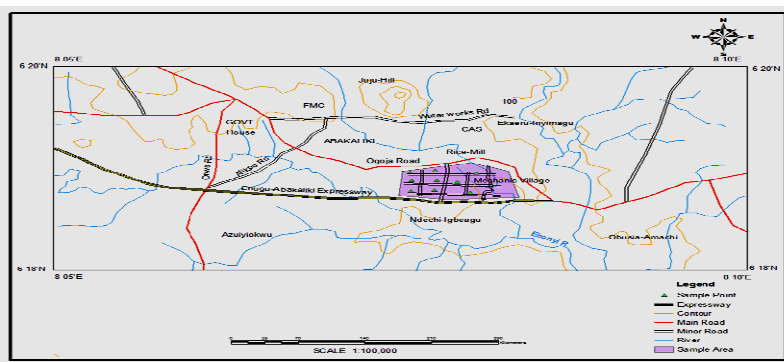 N
W E
S
8 05'E 8 10'E
6 20'N 6 20'N
Juju-Hill
FMC
100
Water works Rd
GOVT
House
CAS
Ekaeru-Inyimagu
ABAKALIKI
Rice-Mill
Ogoja Road
Mechanic Village
Enugu-Abakaliki Expressway
Ndechi Igbeagu
Azuiyiokwu
Ebonyi R.
6 18'N 6 18'N
8 05'E 8 10'E
Legend
Sample Point
Expressway
Contour
Main Road
Minor Road
River
Sample Area
Kilometers
SCALE 1:100,000